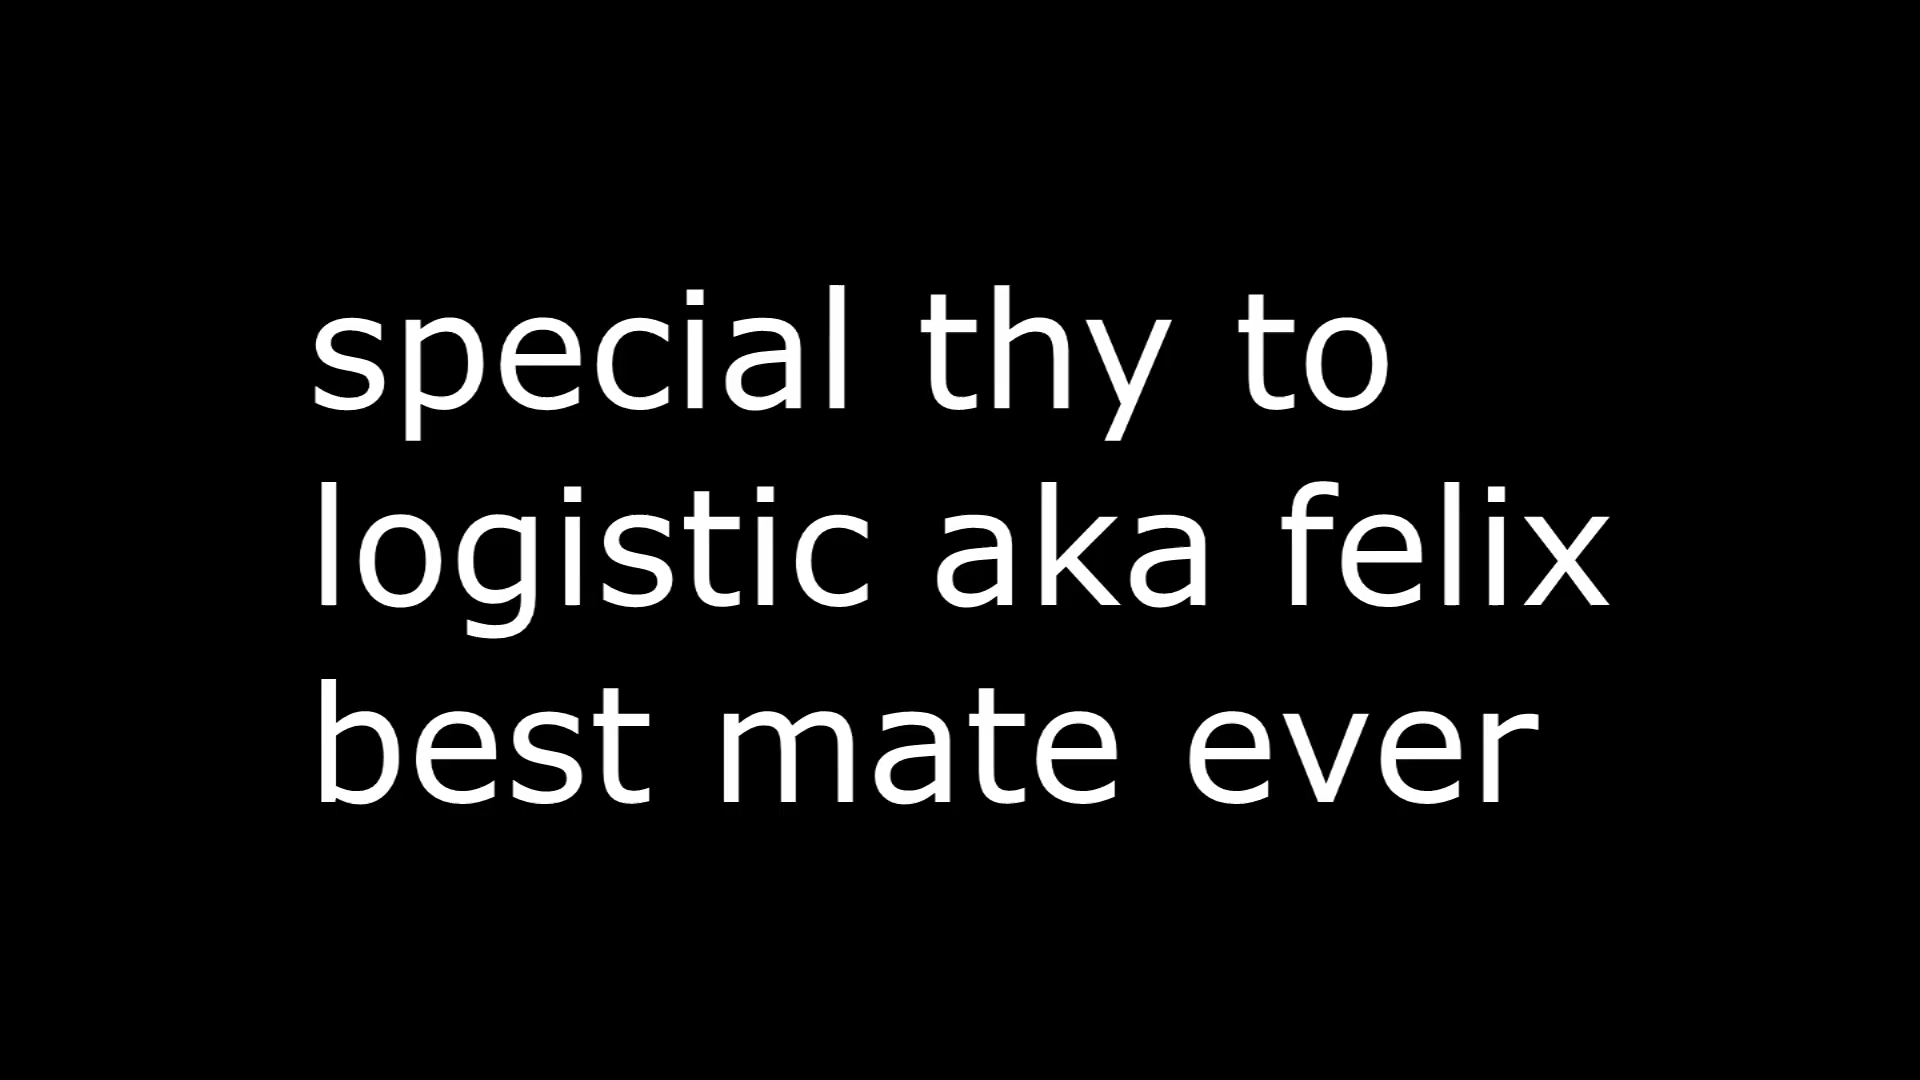 special thy to
logistic aka felix
best mate ever